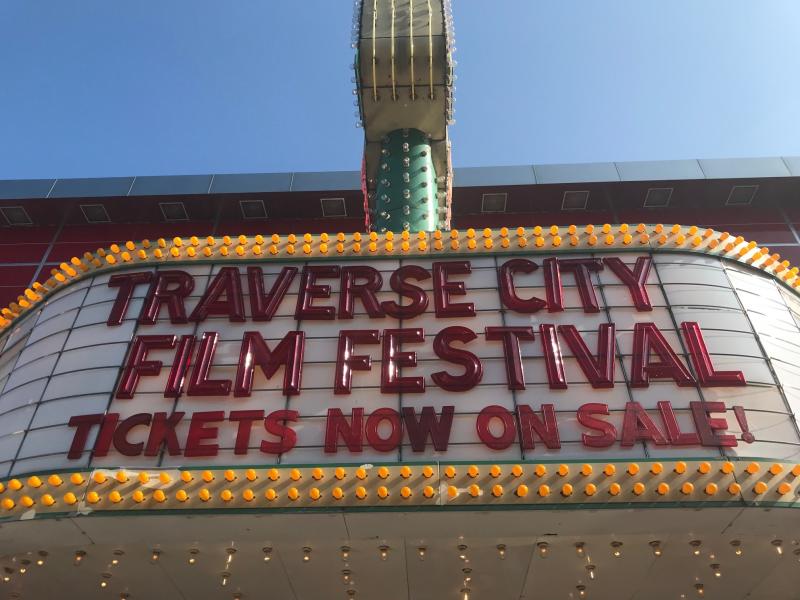 TRAVERSE CITY
FILM FESTIVAL
TICKETS NOW ON SALE!